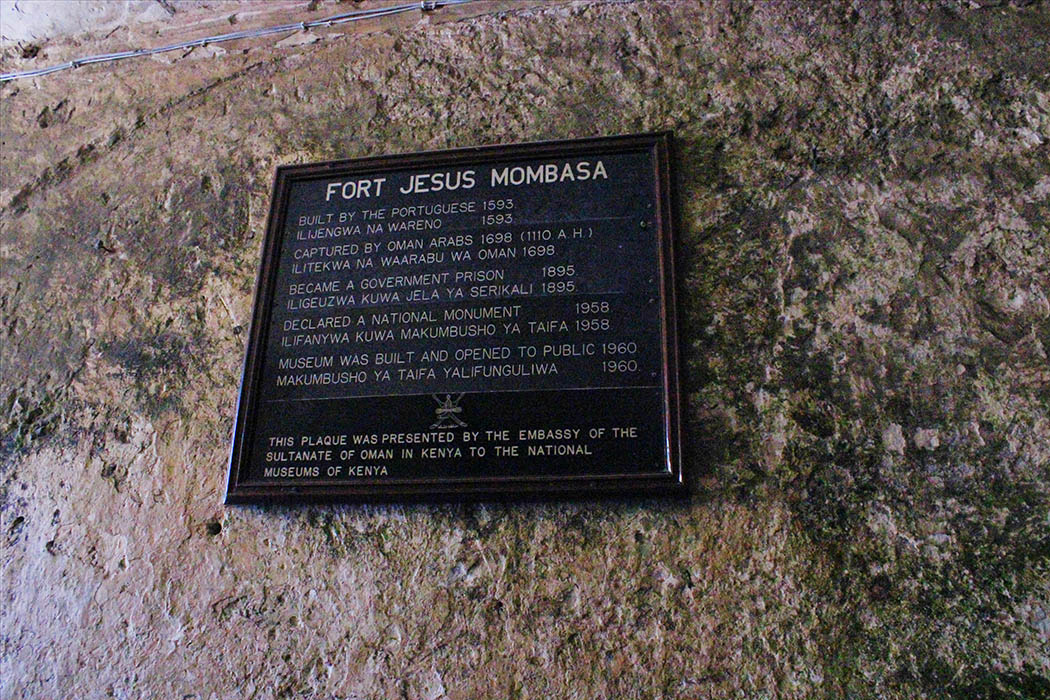 FORT JESUS MOMBASA
BUILT BY THE PORTUGUESE 1593.
ILIJENGWA NA WARENO 1593.
CAPTURED BY OMAN ARABS 1698 (1110 A.H.)
ILITEKWA NA WAARABU WA OMAN 1698.
BECAME A GOVERNMENT PRISON 1895.
ILIGEUZWA KUWA JELA YA SERIKALI 1895.
DECLARED A NATIONAL MONUMENT 1958
ILIFANYWA KUWA MAKUMBUSHO YA TAIFA 1958
MUSEUM WAS BUILT AND OPENED TO PUBLIC 1960
MAKUMBUSHO YA TAIFA YALIFUNGULIWA 1960.
THIS PLAQUE WAS PRESENTED BY THE EMBASSY OF THE
SULTANATE OF OMAN IN KENYA TO THE NATIONAL
MUSEUMS OF KENYA